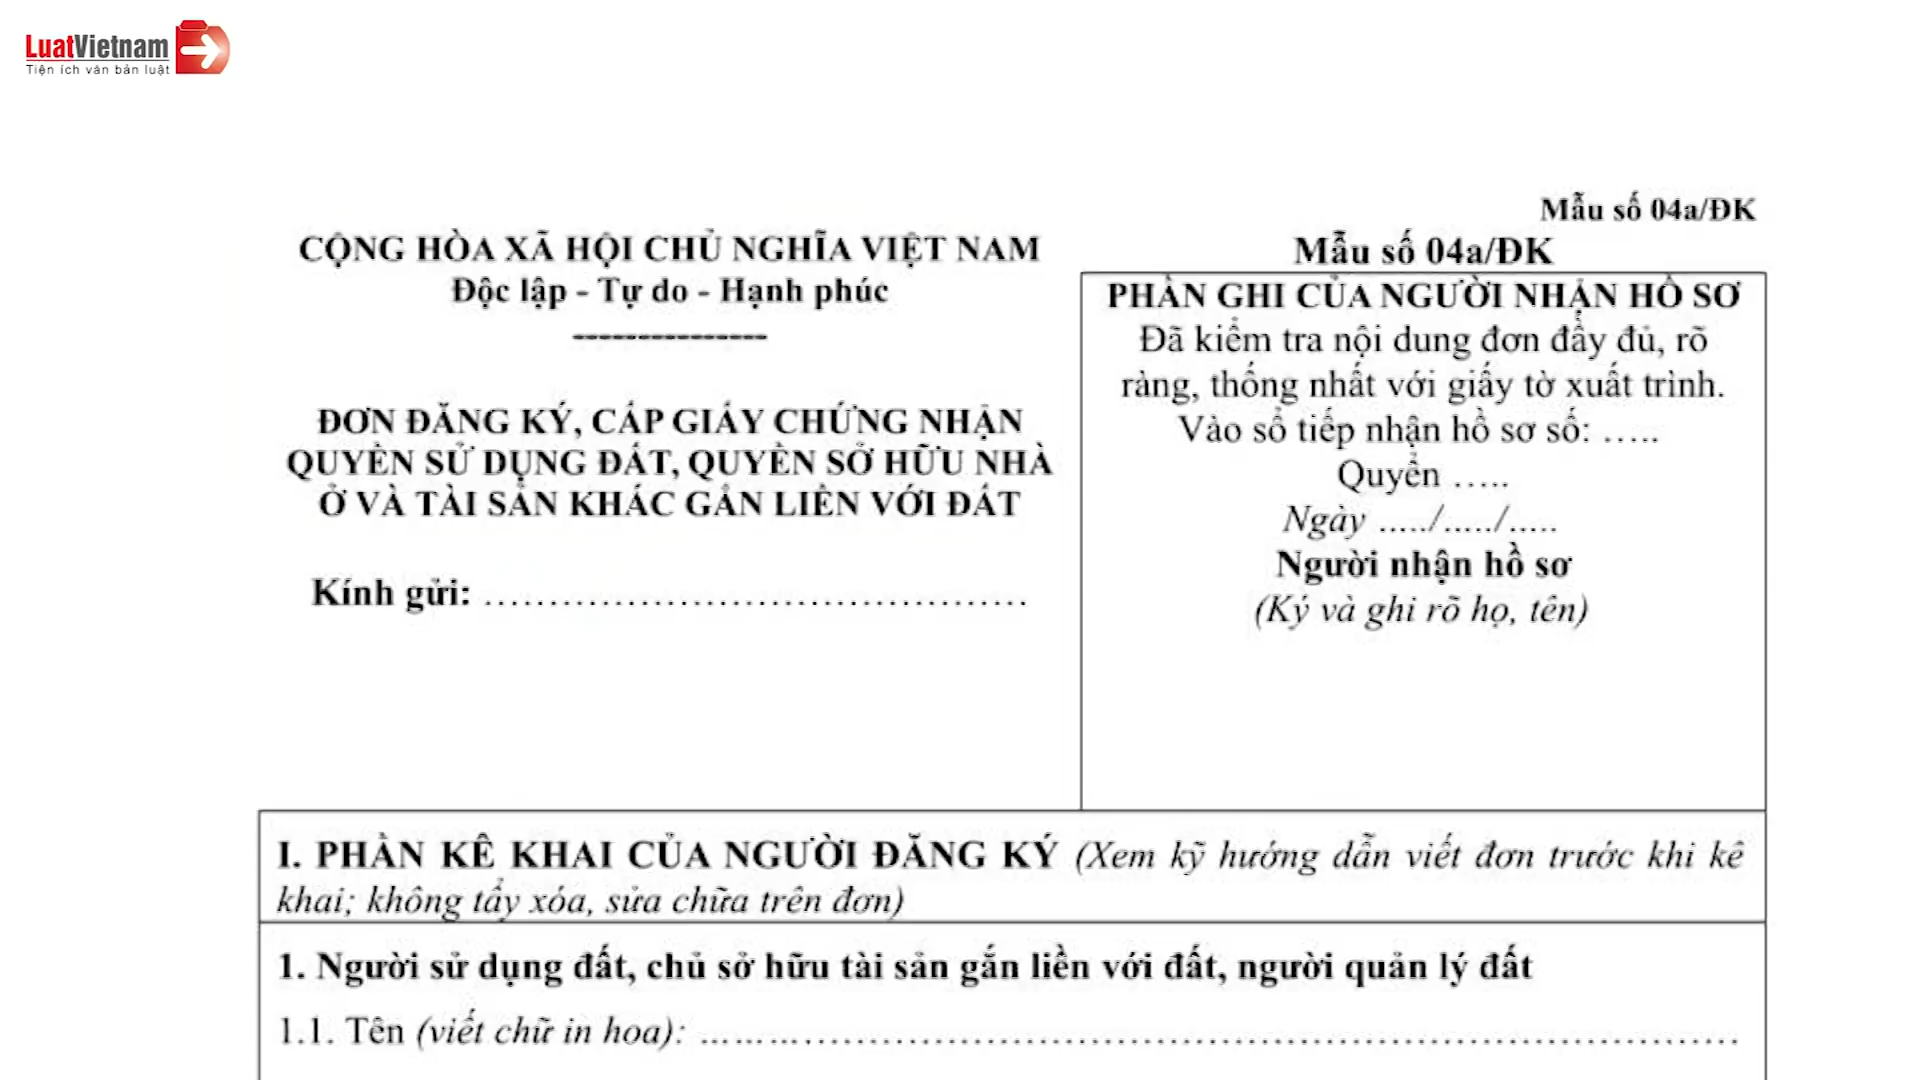 LuatVietnam
Tiện ích văn bản luật
Mẫu số 04a/ĐK
CỘNG HÒA XÃ HỘI CHỦ NGHĨA VIỆT NAM
Độc lập - Tự do - Hạnh phúc
---------------
ĐƠN ĐĂNG KÝ, CẤP GIẤY CHỨNG NHẬN
QUYỀN SỬ DỤNG ĐẤT, QUYỀN SỞ HỮU NHÀ
Ở VÀ TÀI SẢN KHÁC GẮN LIỀN VỚI ĐẤT
Kính gửi: ……………………………………
Mẫu số 04a/ĐK
PHẦN GHI CỦA NGƯỜI NHẬN HỒ SƠ
Đã kiểm tra nội dung đơn đầy đủ, rõ
ràng, thống nhất với giấy tờ xuất trình.
Vào sổ tiếp nhận hồ sơ số: …..
Quyển …..
Ngày …../…../…..
Người nhận hồ sơ
(Ký và ghi rõ họ, tên)
I. PHẦN KÊ KHAI CỦA NGƯỜI ĐĂNG KÝ (Xem kỹ hướng dẫn viết đơn trước khi kê
khai; không tẩy xóa, sửa chữa trên đơn)
1. Người sử dụng đất, chủ sở hữu tài sản gắn liền với đất, người quản lý đất
1.1. Tên (viết chữ in hoa): ……………………………………………………………………